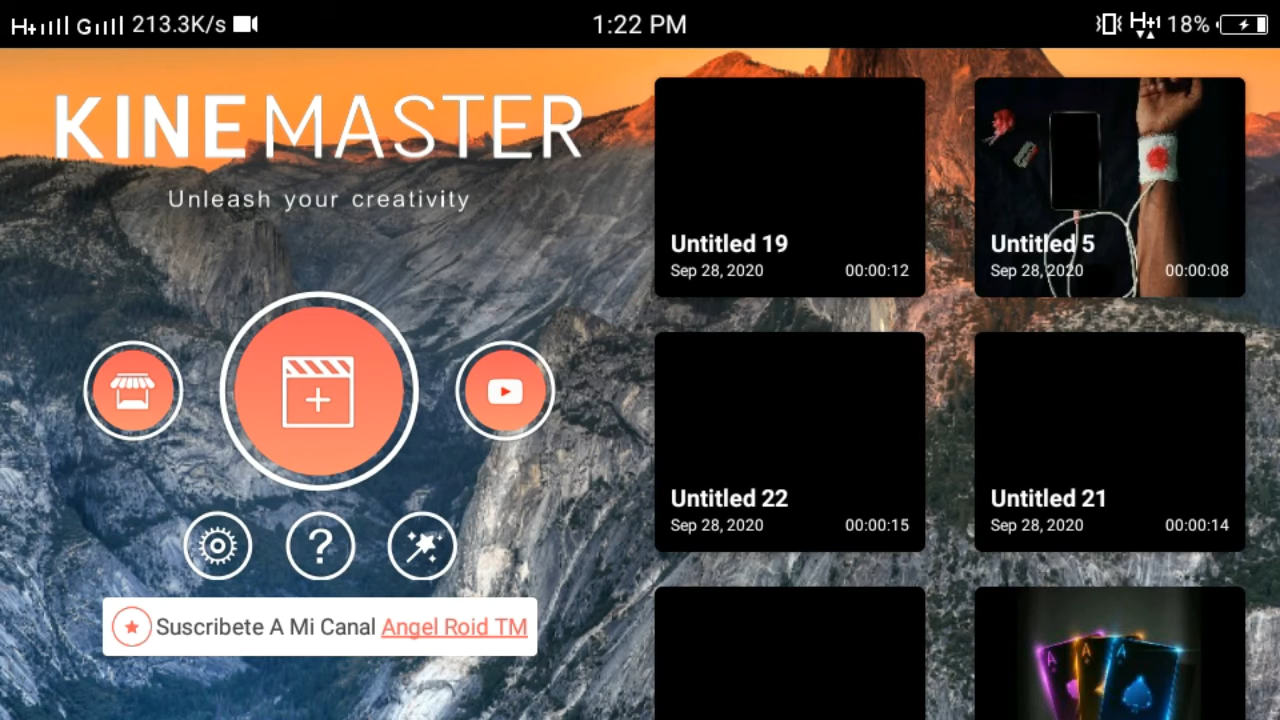 213.3K/s
1:22 PM
18%
KINEMASTER
Unleash your creativity
Suscribete A Mi Canal Angel Roid TM
Untitled 19
Sep 28, 2020 00:00:12
Untitled 5
Sep 28, 2020 00:00:08
Untitled 22
Sep 28, 2020 00:00:15
Untitled 21
Sep 28, 2020 00:00:14
A A A